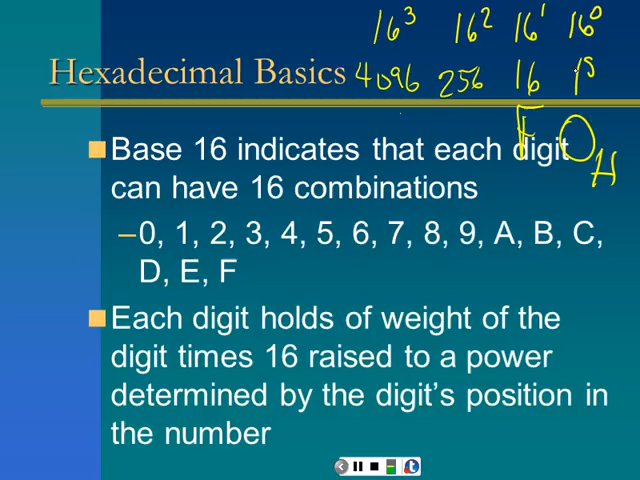 16³ 16² 16¹ 16⁰
Hexadecimal Basics
4096 256 16 1s
F 0 H
Base 16 indicates that each digit
can have 16 combinations
–0, 1, 2, 3, 4, 5, 6, 7, 8, 9, A, B, C,
D, E, F
Each digit holds of weight of the
digit times 16 raised to a power
determined by the digit's position in
the number